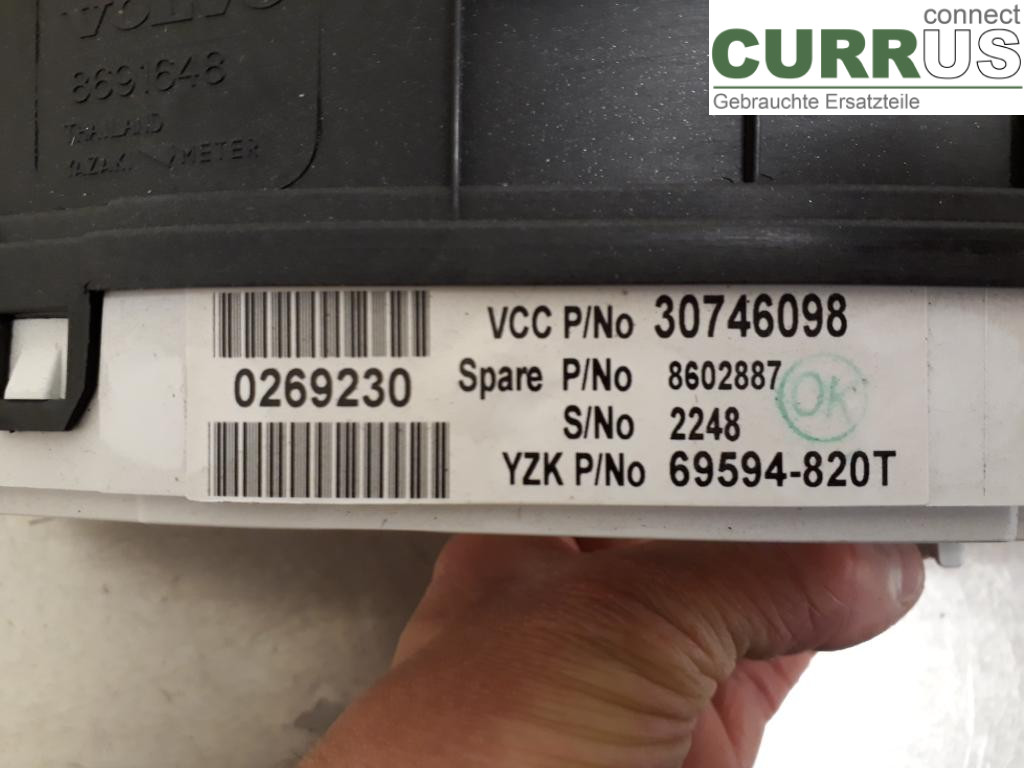 VOLVO
8691648
THAILAND
METER
connect
CURRUS
Gebrauchte Ersatzteile
0269230
VCC P/No 30746098
Spare P/No 8602887
OK
S/No 2248
YZK P/No 69594-820T